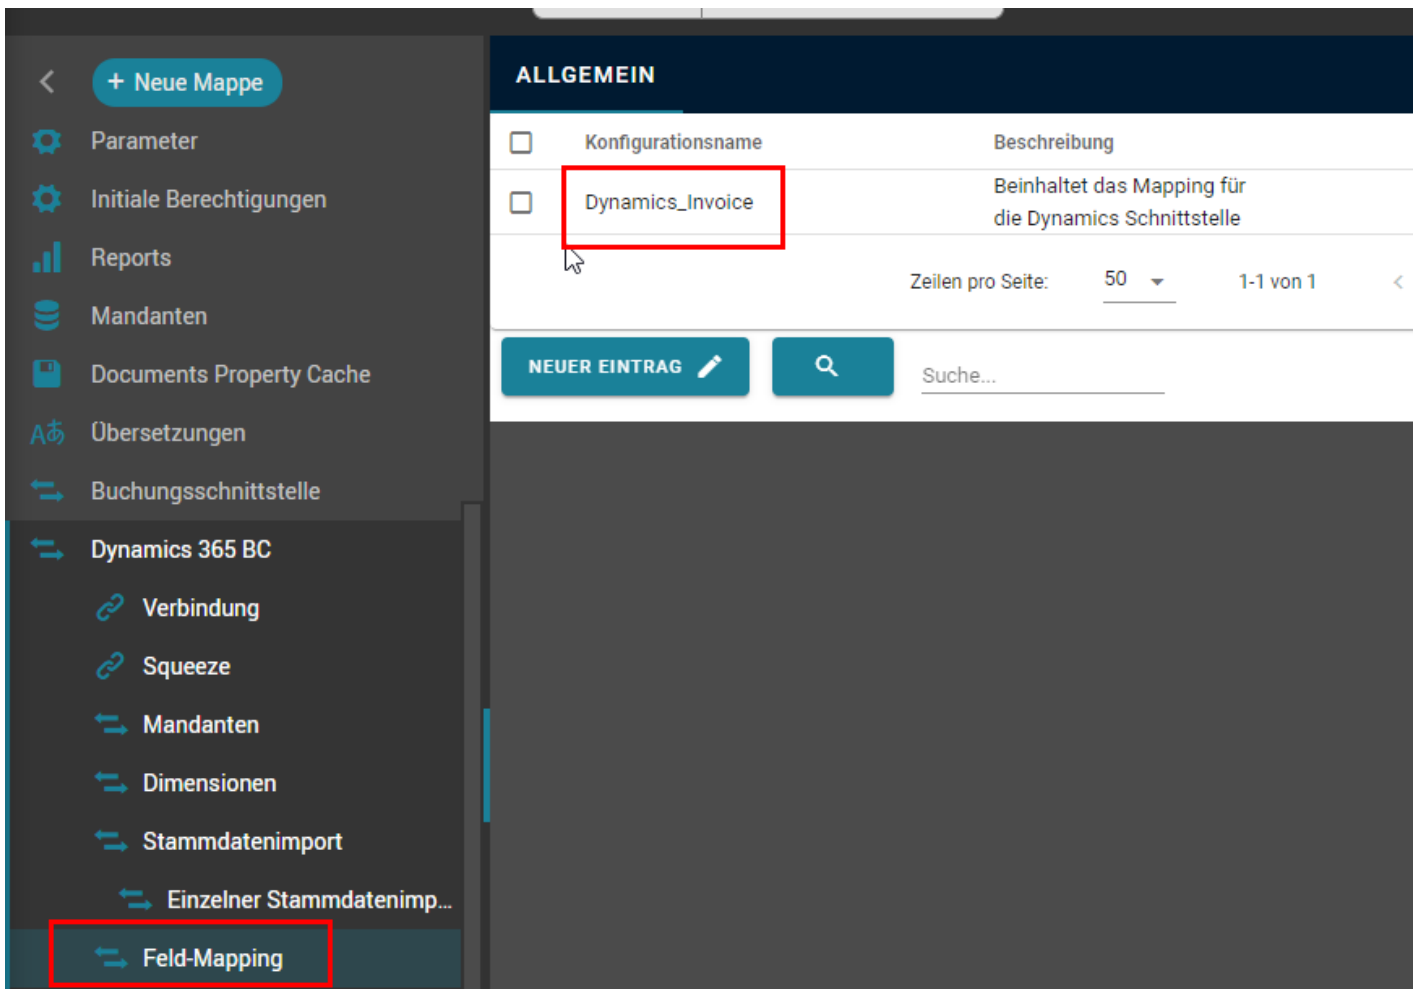 + Neue Mappe
Parameter
Initiale Berechtigungen
Reports
Mandanten
Documents Property Cache
Aあ Übersetzungen
Buchungsschnittstelle
Dynamics 365 BC
Verbindung
Squeeze
Mandanten
Dimensionen
Stammdatenimport
Einzelner Stammdatenimp...
Feld-Mapping
ALLGEMEIN
Konfigurationsname Beschreibung
Dynamics_Invoice Beinhaltet das Mapping für
die Dynamics Schnittstelle
Zeilen pro Seite: 50 1-1 von 1
NEUER EINTRAG Suche...